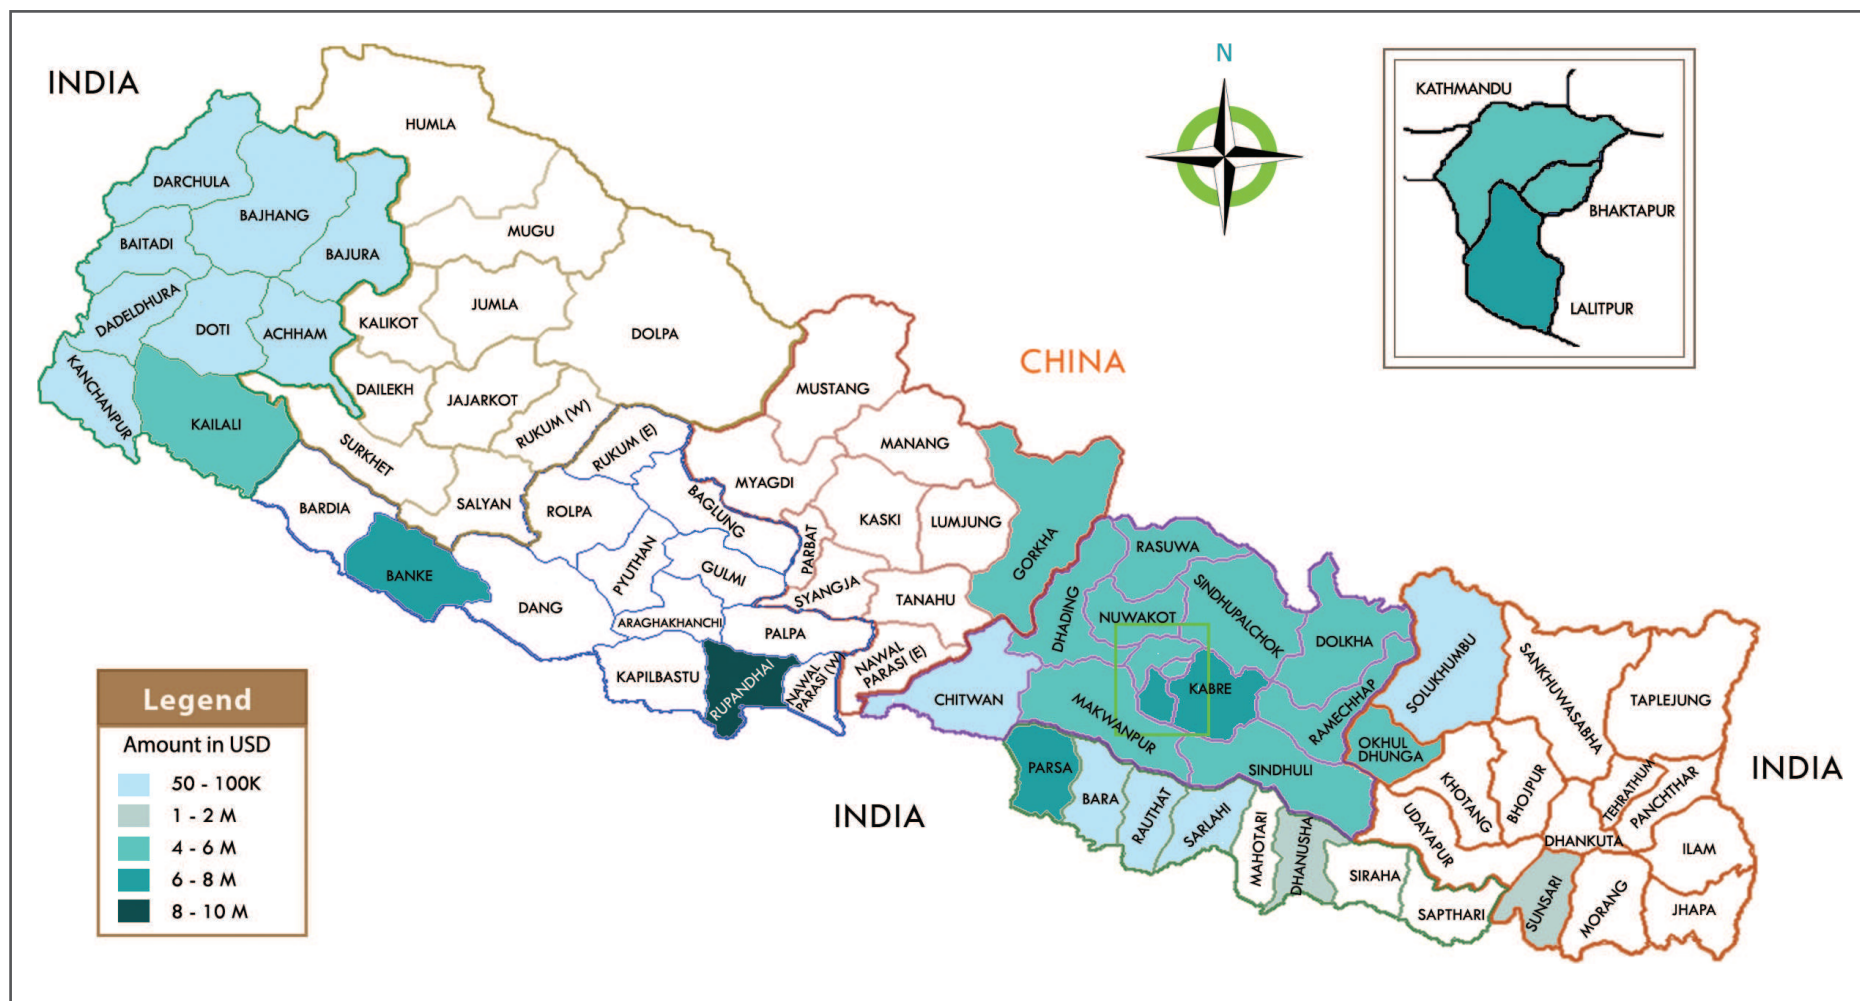 INDIA
N
KATHMANDU
BHAKTAPUR
LALITPUR
HUMLA
DARCHULA
BAJHANG
BAITADI
BAJURA
MUGU
DADELDHURA
DOTI
ACHHAM
KALIKOT
JUMLA
DOLPA
CHINA
KANCHANPUR
KAILALI
DAILEKH
JAJARKOT
RUKUM (W)
MUSTANG
SURKHET
RUKUM (E)
MANANG
BARDIA
SALYAN
ROLPA
BAGLUNG
MYAGDI
KASKI
LUMJUNG
GORKHA
PARBAT
RASUWA
BANKE
DANG
PYUTHAN
GULMI
SYANGJA
TANAHU
DHADING
NUWAKOT
SINDHUPALCHOK
DOLKHA
ARAGHAKHANCHI
PALPA
KAPILBASTU
RUPANDHAI
NAWAL
PARASI (W)
NAWAL
PARASI (E)
CHITWAN
MAKWANPUR
KABRE
RAMECHHAP
SOLUKHUMBU
SANKHUWASABHA
TAPLEJUNG
OKHUL
DHUNGA
SINDHULI
PARSA
BARA
RAUTHAT
SARLAHI
MAHOTARI
DHANUSHA
SIRAHA
SAPTHARI
UDAYAPUR
KHOTANG
BHOJPUR
TEHRATHUM
PANCHTHAR
DHANKUTA
ILAM
SUNSARI
MORANG
JHAPA
INDIA
INDIA
Legend
Amount in USD
50 - 100K
1 - 2 M
4 - 6 M
6 - 8 M
8 - 10 M